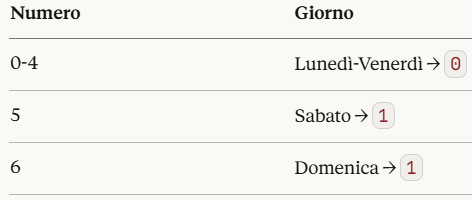 Numero Giorno
0-4 Lunedì-Venerdì → 0
5 Sabato → 1
6 Domenica → 1